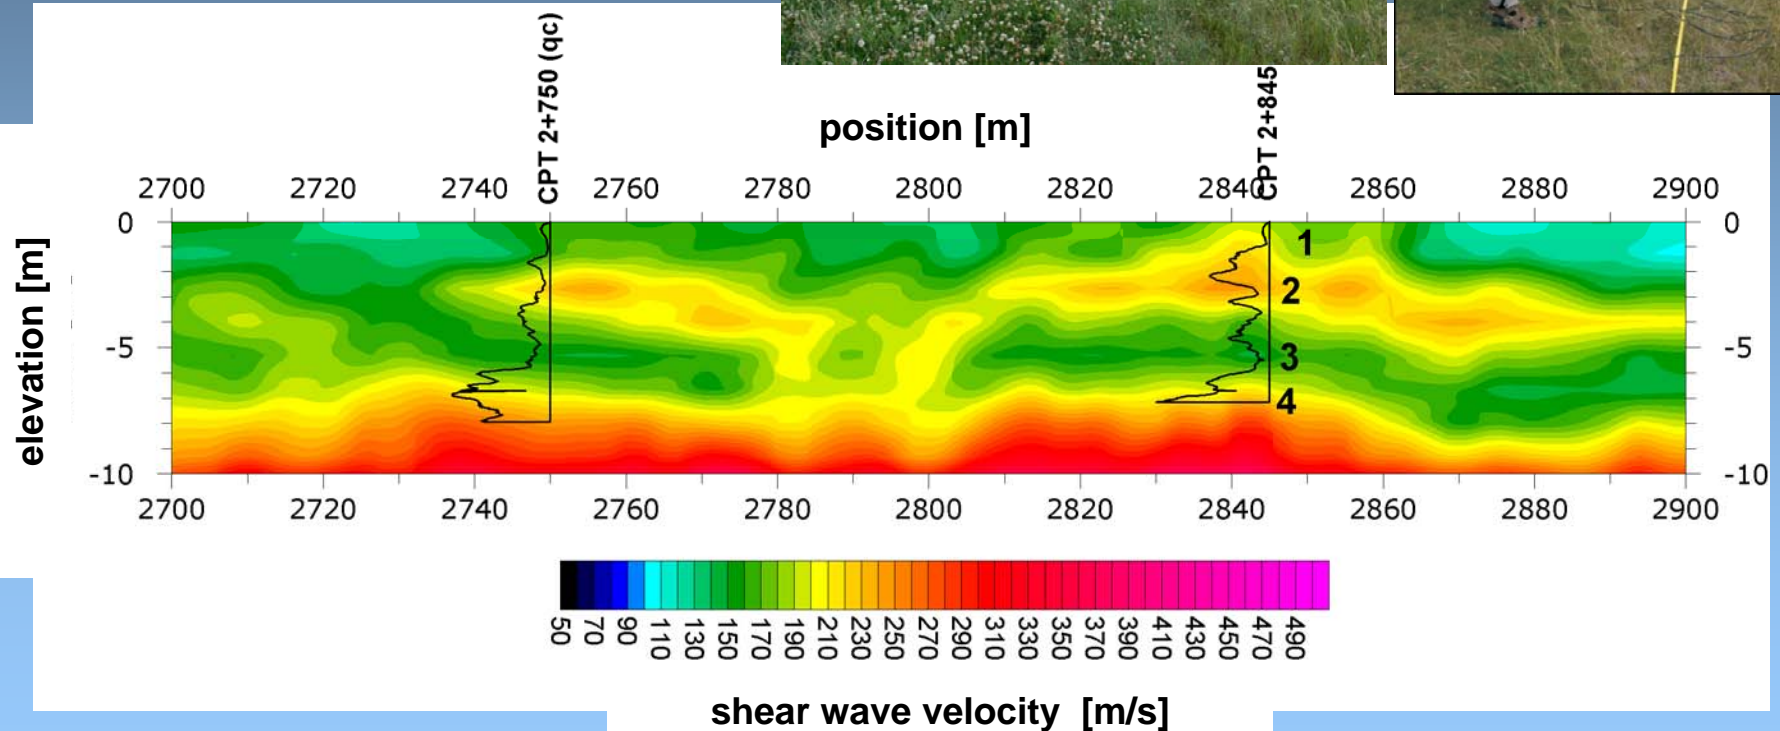 CPT 2+750 (qc)
CPT 2+845
position [m]
2700 2720 2740 2760 2780 2800 2820 2840 2860 2880 2900
elevation [m]
0 0
1
2
3
4
-5 -5
-10 -10
2700 2720 2740 2760 2780 2800 2820 2840 2860 2880 2900
50 70 90 110 130 150 170 190 210 230 250 270 290 310 330 350 370 390 410 430 450 470 490
shear wave velocity [m/s]